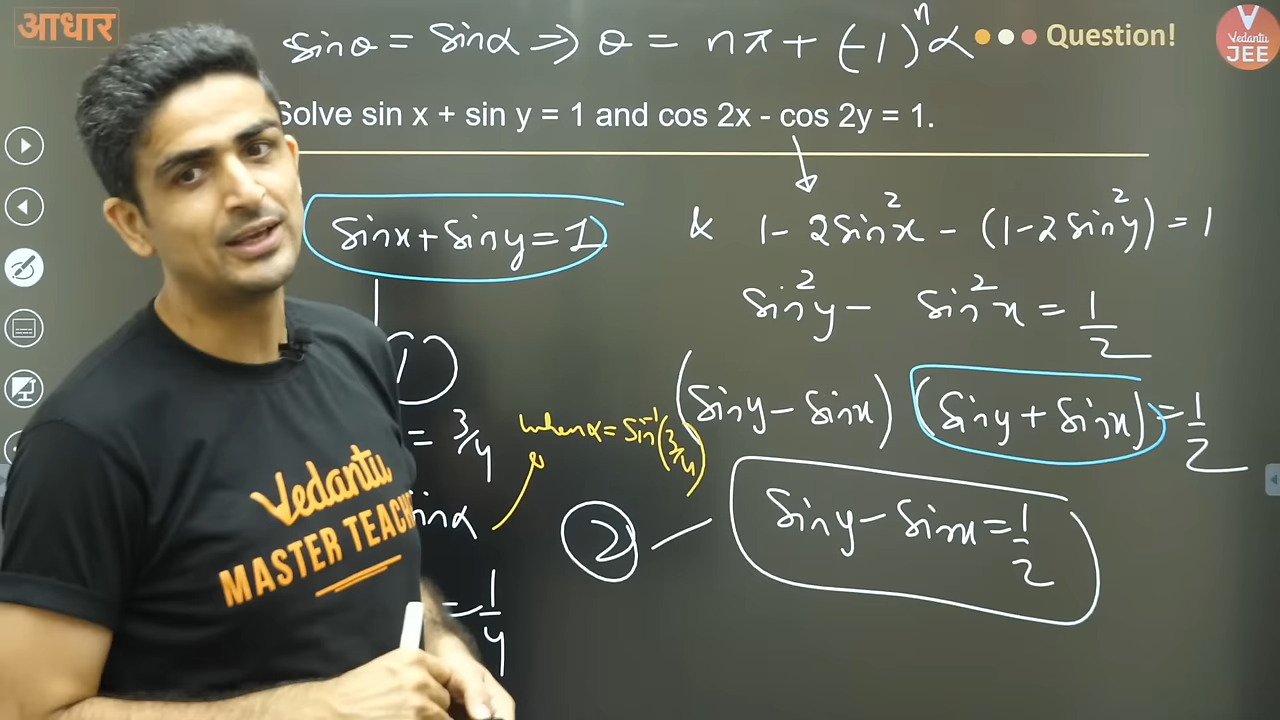 आधार
sinθ = sinα ⇒ θ = nπ + (-1)ⁿα
Question!
Vedantu
JEE
Solve sin x + sin y = 1 and cos 2x - cos 2y = 1.
sinx + siny = 1
& 1 - 2sin²x - (1 - 2sin²y) = 1
sin²y - sin²x = 1/2
(siny - sinx) (siny + sinx) = 1/2
1
= 3/4
when α = sin⁻¹(3/4)
sinα
2
siny - sinx = 1/2
= 1/4
Vedantu
MASTER TEACH